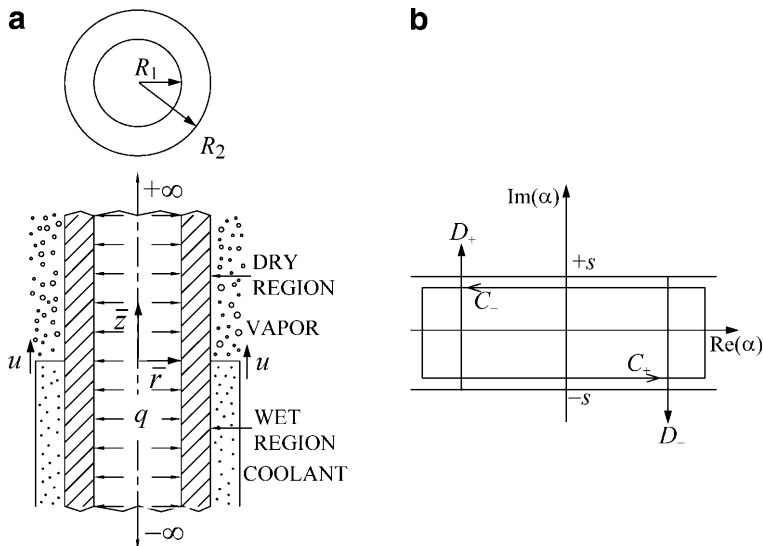 a
R1
R2
+∞
DRY
REGION
z̄
VAPOR
u
r̄
u
q
WET
REGION
COOLANT
−∞
b
Im(α)
D+
+s
C−
Re(α)
C+
−s
D−